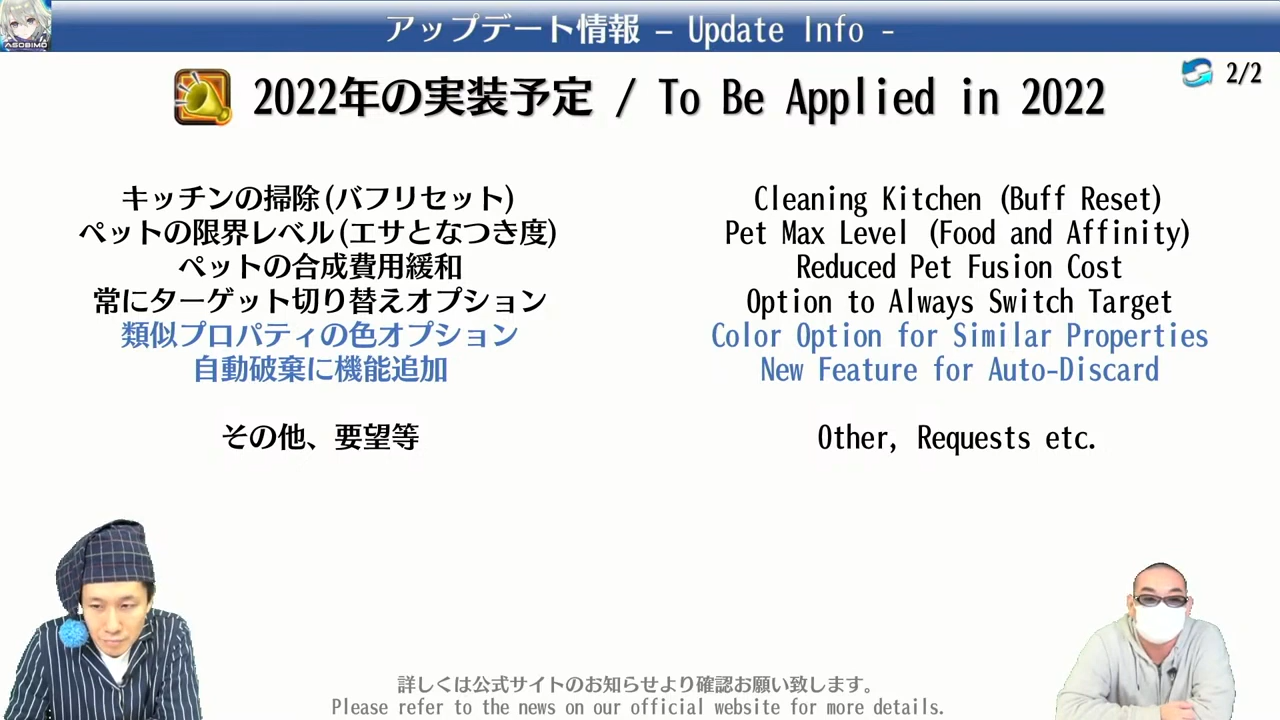 ASOBIMO
アップデート情報 – Update Info -
2/2
2022年の実装予定 / To Be Applied in 2022
キッチンの掃除(バフリセット)
ペットの限界レベル(エサとなつき度)
ペットの合成費用緩和
常にターゲット切り替えオプション
類似プロパティの色オプション
自動破棄に機能追加
その他、要望等
Cleaning Kitchen (Buff Reset)
Pet Max Level (Food and Affinity)
Reduced Pet Fusion Cost
Option to Always Switch Target
Color Option for Similar Properties
New Feature for Auto-Discard
Other, Requests etc.
詳しくは公式サイトのお知らせより確認お願い致します。
Please refer to the news on our official website for more details.